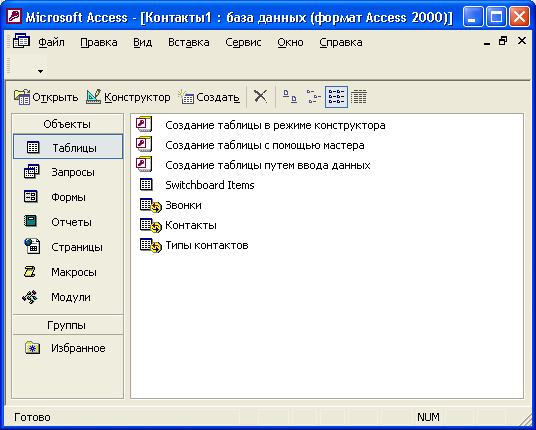 Microsoft Access - [Контакты1 : база данных (формат Access 2000)]
Файл Правка Вид Вставка Сервис Окно Справка
Открыть Конструктор Создать
Объекты
Таблицы
Запросы
Формы
Отчеты
Страницы
Макросы
Модули
Группы
Избранное
Создание таблицы в режиме конструктора
Создание таблицы с помощью мастера
Создание таблицы путем ввода данных
Switchboard Items
Звонки
Контакты
Типы контактов
Готово NUM